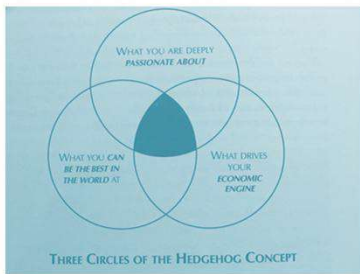 WHAT YOU ARE DEEPLY
PASSIONATE ABOUT
WHAT YOU CAN
BE THE BEST IN
THE WORLD AT
WHAT DRIVES
YOUR
ECONOMIC
ENGINE
THREE CIRCLES OF THE HEDGEHOG CONCEPT